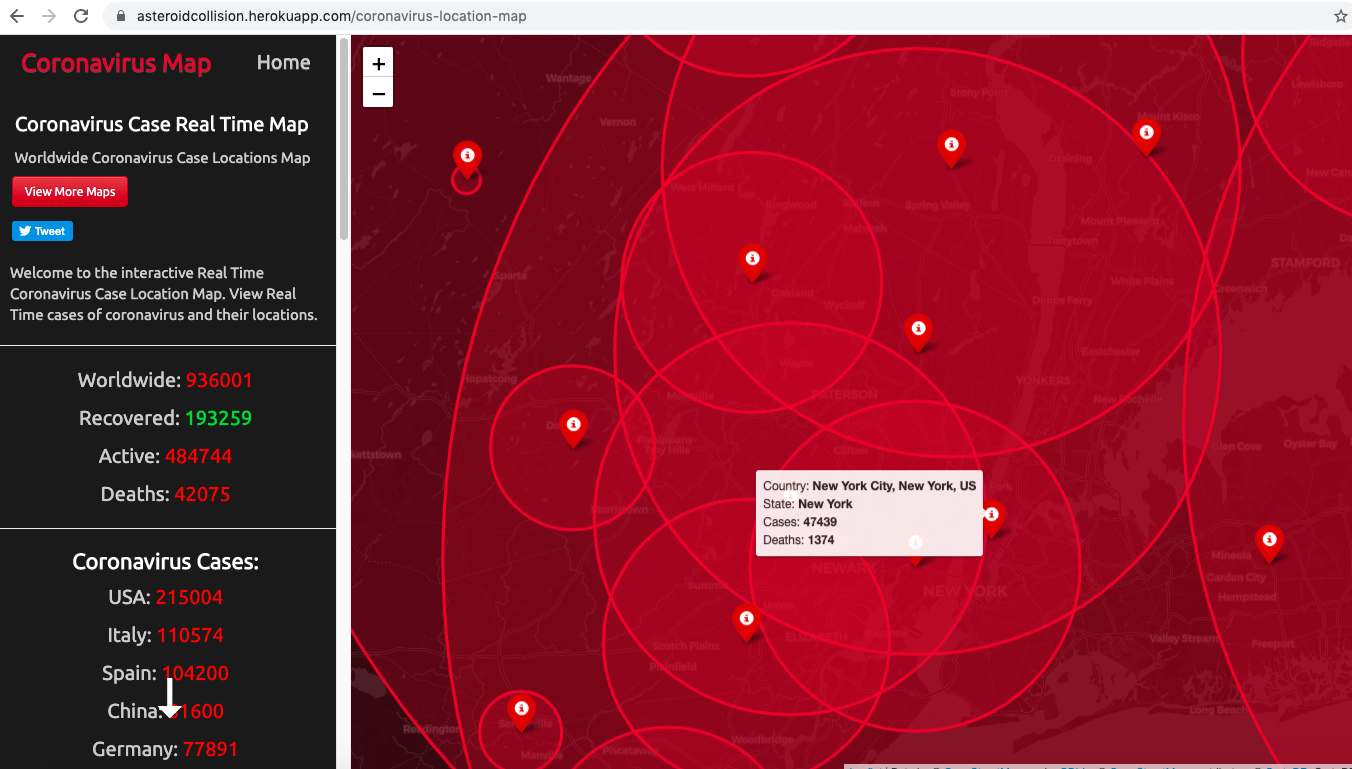 asteroidcollision.herokuapp.com/coronavirus-location-map
Coronavirus Map
Home
Coronavirus Case Real Time Map
Worldwide Coronavirus Case Locations Map
View More Maps
Tweet
Welcome to the interactive Real Time
Coronavirus Case Location Map. View Real
Time cases of coronavirus and their locations.
Worldwide: 936001
Recovered: 193259
Active: 484744
Deaths: 42075
Coronavirus Cases:
USA: 215004
Italy: 110574
Spain: 104200
China: 1600
Germany: 77891
+
−
Wantage
Vernon
Stony Point
Mount Kisco
Ridgefield
Lewisboro
Ossining
New Canaan
West Milford
Ringwood
Suffern
Mahwah
Spring Valley
Mount Pleasant
Tarrytown
Sparta
Oakland
Wyckoff
Dobbs Ferry
White Plains
Greenwich
STAMFORD
Eastchester
Wayne
Hopatcong
Montville
PATERSON
YONKERS
New Rochelle
Parsippany-
Troy Hills
Clifton
Glen Cove
Oyster Bay
Morristown
Country: New York City, New York, US
State: New York
Cases: 47439
Deaths: 1374
Park
Mineola
Garden City
Hempstead
NEWARK
NEW YORK
Summit
Union
ELIZABETH
Bayonne
Scotch Plains
Plainfield
Valley Stream
Freeport
Long Beach
Readington
Somerville
Manville
Piscataway
Woodbridge